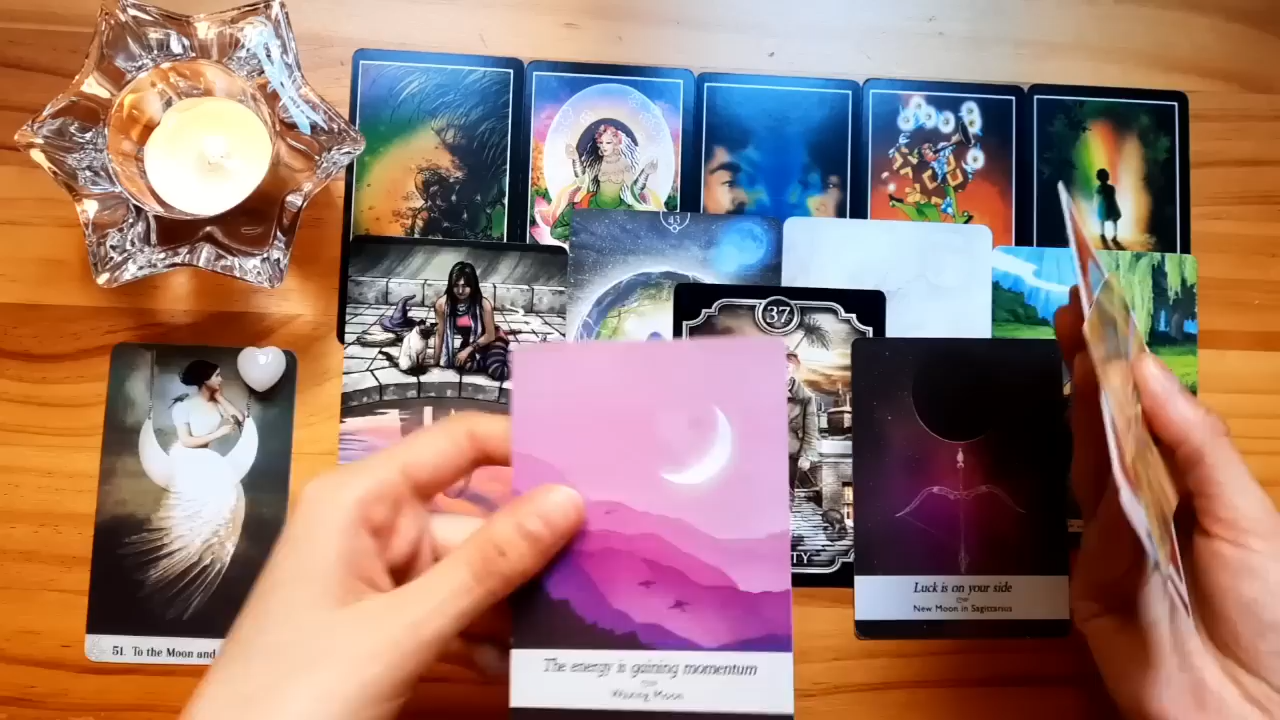 43
37
TY
Luck is on your side
New Moon in Sagittarius
51. To the Moon and
The energy is gaining momentum
Waxing Moon